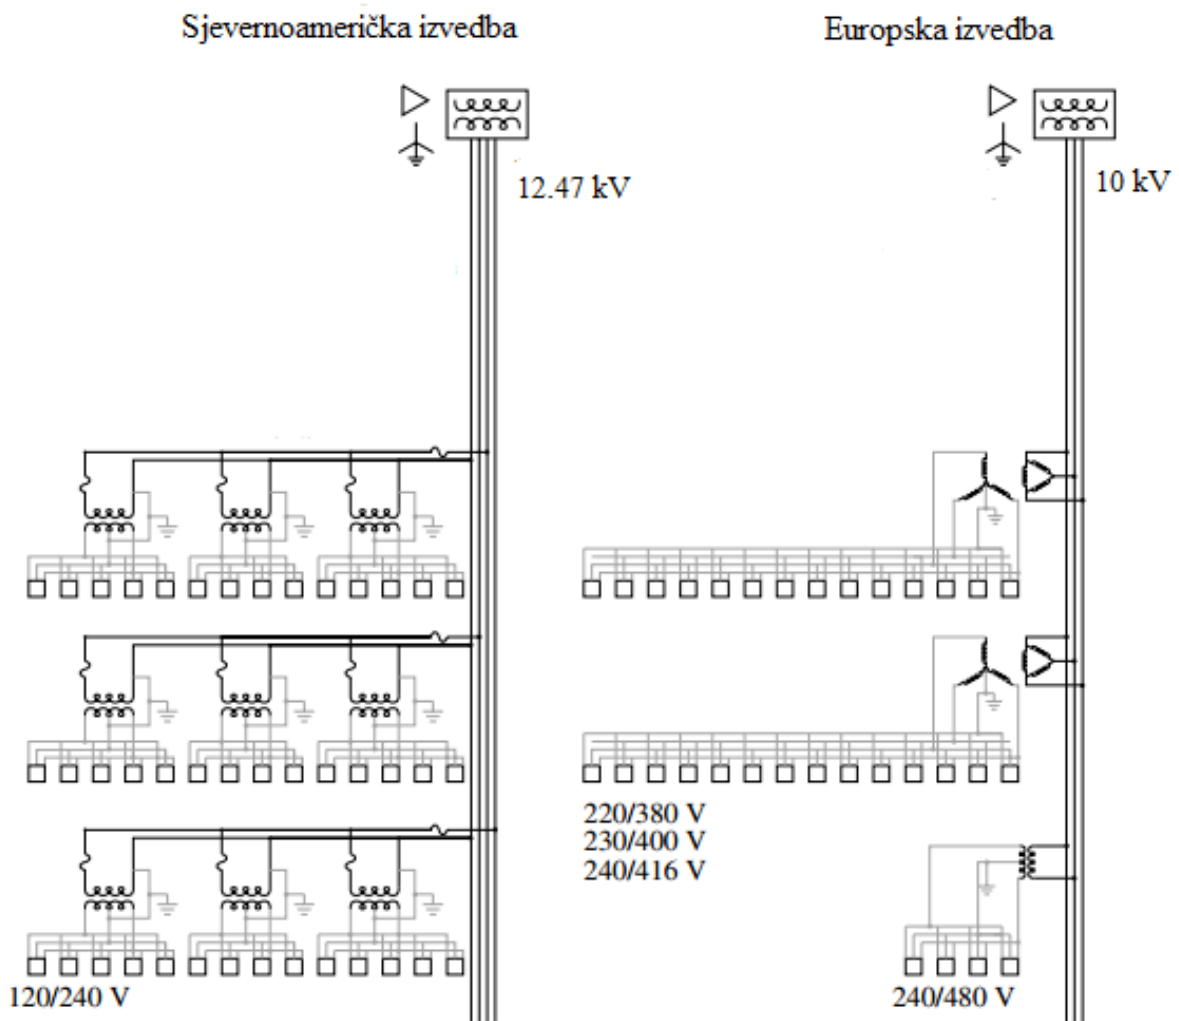 Sjevernoamerička izvedba
Europska izvedba
12.47 kV
10 kV
220/380 V
230/400 V
240/416 V
120/240 V
240/480 V